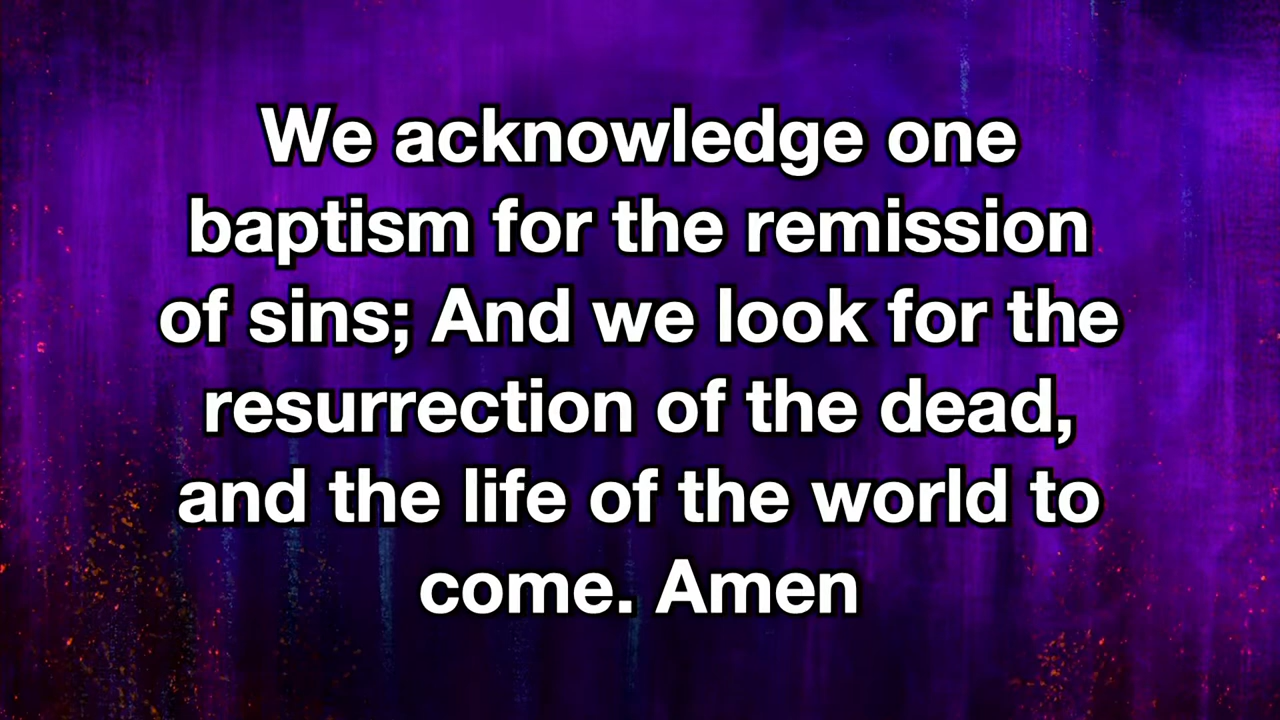 We acknowledge one
baptism for the remission
of sins; And we look for the
resurrection of the dead,
and the life of the world to
come. Amen